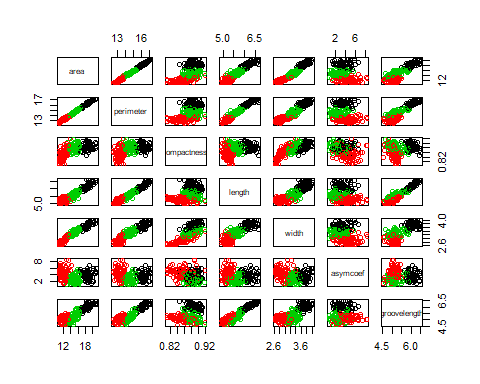 13 16
5.0 6.5
2 6
area
12
13 17
perimeter
ompactness
0.82
5.0
length
width
2.6 4.0
2 8
asymcoef
groovelength
4.5 6.5
12 18
0.82 0.92
2.6 3.6
4.5 6.0